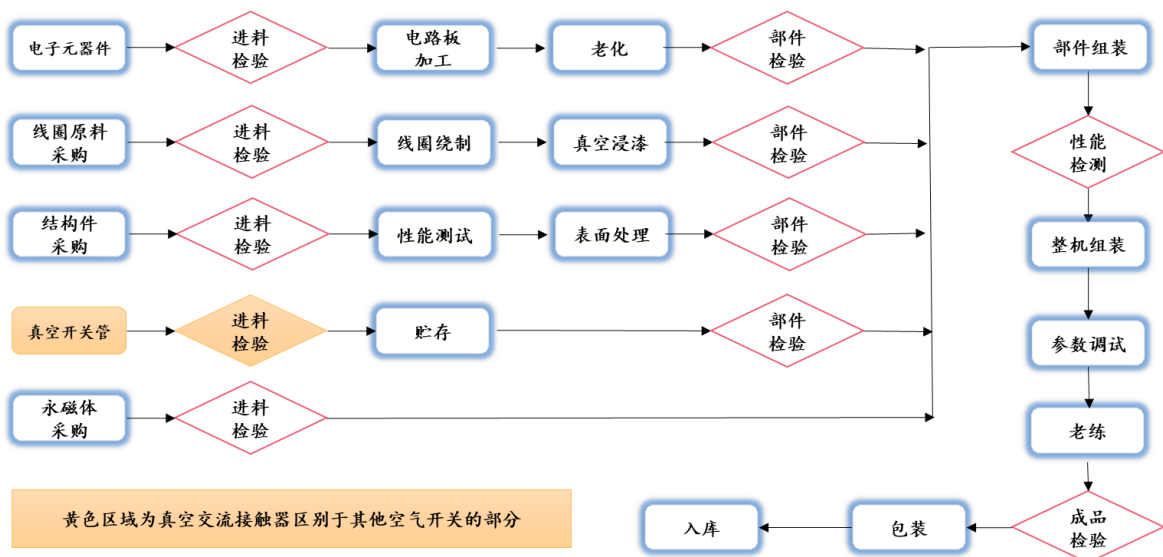 电子元器件
进料
检验
电路板
加工
老化
部件
检验
部件组装
线圈原料
采购
进料
检验
线圈绕制
真空浸漆
部件
检验
性能
检测
结构件
采购
进料
检验
性能测试
表面处理
部件
检验
整机组装
真空开关管
进料
检验
贮存
部件
检验
参数调试
永磁体
采购
进料
检验
老练
黄色区域为真空交流接触器区别于其他空气开关的部分
入库
包装
成品
检验